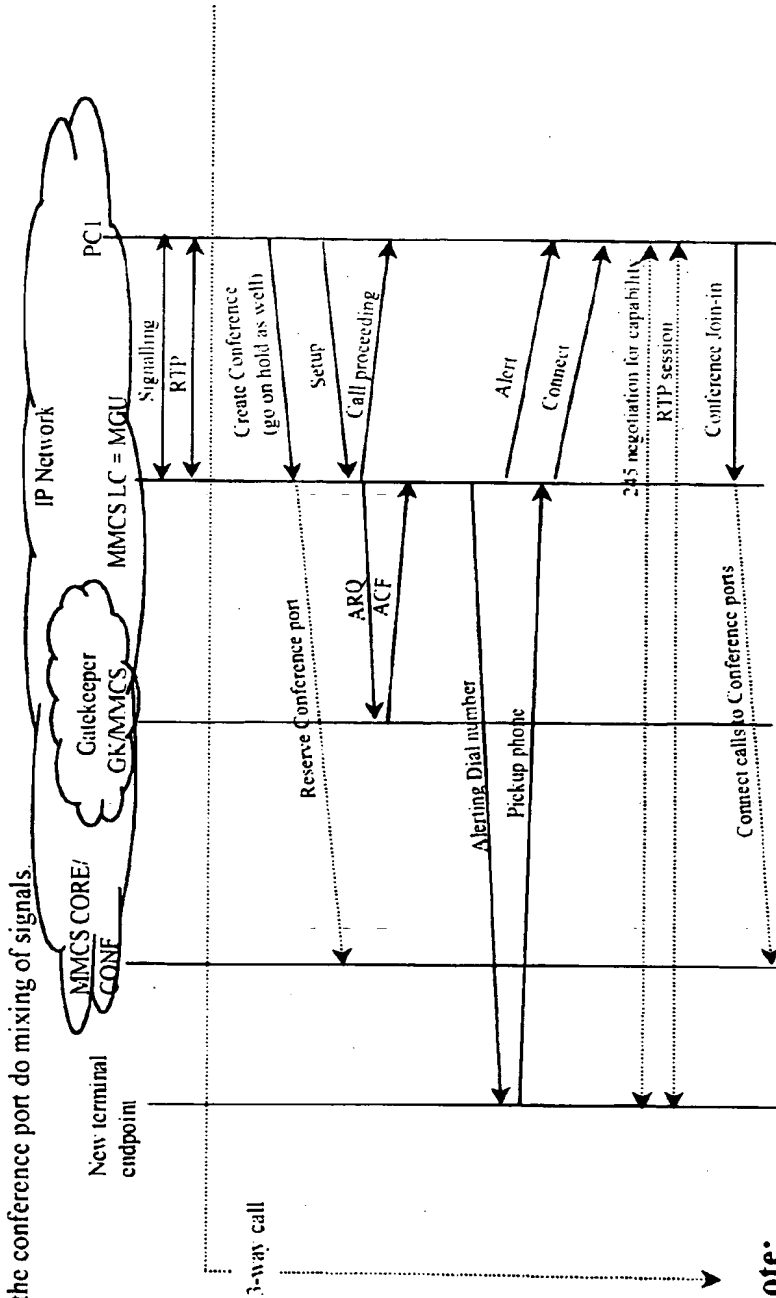 the conference port do mixing of signals.
IP Network
Gatekeeper
GK/MMCS
MMCS CORE/
CONF
MMCS LC = MGU
PC1
New terminal
endpoint
Signalling
RTP
3-way call
Create Conference
(go on hold as well)
Reserve Conference port
Setup
Call proceeding
ARQ
ACF
Alerting Dial number
Alert
Pickup phone
Connect
245 negotiation for capability
RTP session
Conference Join-in
Connect calls to Conference ports
ote: